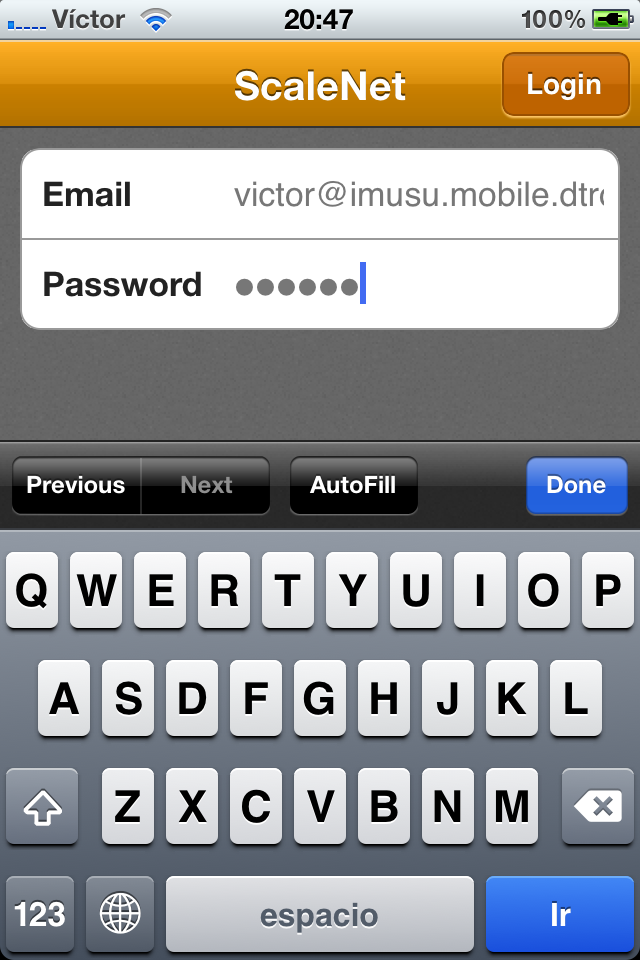 Víctor 20:47 100%
ScaleNet Login
Email victor@imusu.mobile.dtr
Password ••••••
Previous Next AutoFill Done
Q W E R T Y U I O P
A S D F G H J K L
Z X C V B N M
123 espacio Ir